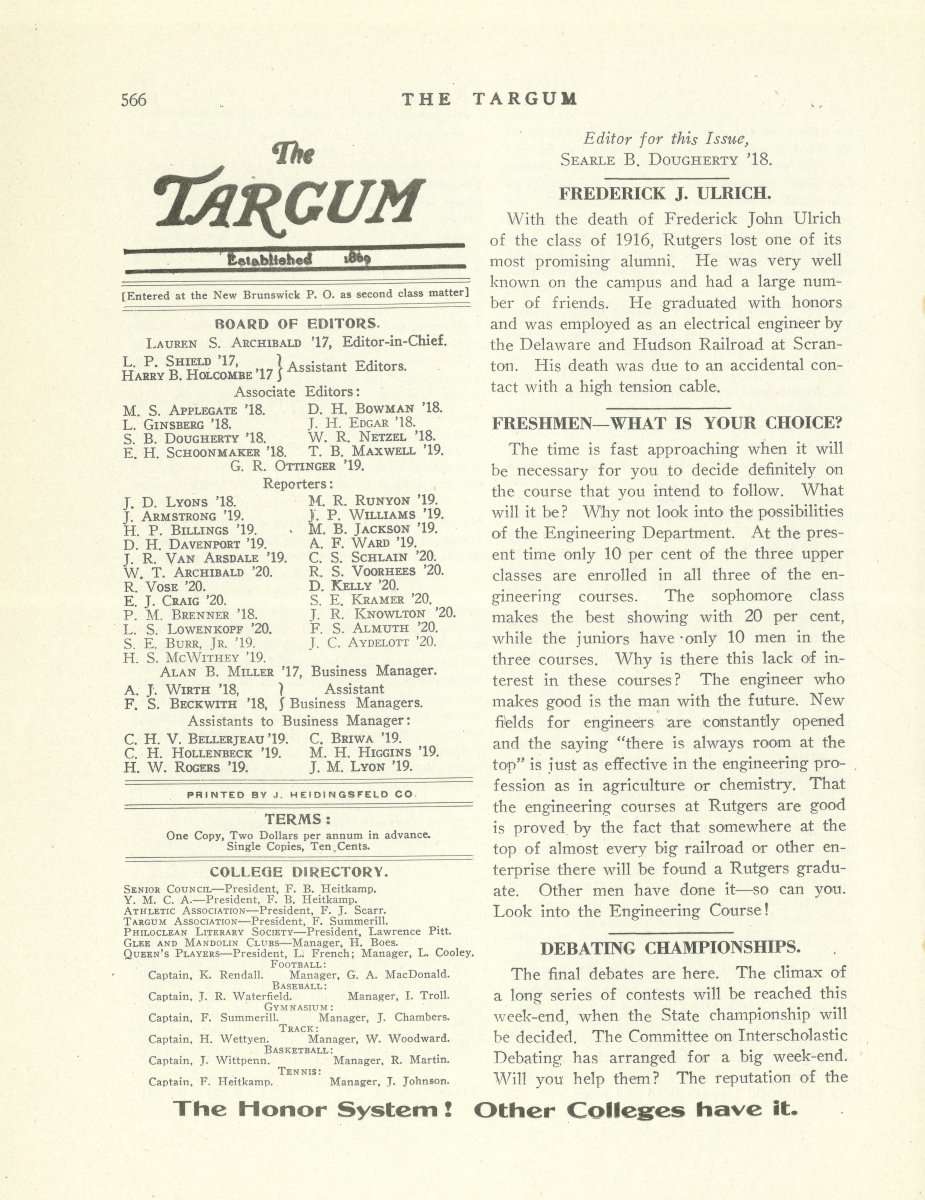 566
THE TARGUM
The
TARGUM
Established 1869
[Entered at the New Brunswick P. O. as second class matter]
BOARD OF EDITORS.
LAUREN S. ARCHIBALD '17, Editor-in-Chief.
L. P. SHIELD '17,
HARRY B. HOLCOMBE '17 } Assistant Editors.
Associate Editors:
M. S. APPLEGATE '18. D. H. BOWMAN '18.
L. GINSBERG '18. J. H. EDGAR '18.
S. B. DOUGHERTY '18. W. R. NETZEL '18.
E. H. SCHOONMAKER '18. T. B. MAXWELL '19.
G. R. OTTINGER '19.
Reporters:
J. D. LYONS '18. M. R. RUNYON '19.
J. ARMSTRONG '19. J. P. WILLIAMS '19.
H. P. BILLINGS '19. M. B. JACKSON '19.
D. H. DAVENPORT '19. A. F. WARD '19.
J. R. VAN ARSDALE '19. C. S. SCHLAIN '20.
W. T. ARCHIBALD '20. R. S. VOORHEES '20.
R. VOSE '20. D. KELLY '20.
E. J. CRAIG '20. S. E. KRAMER '20.
P. M. BRENNER '18. J. R. KNOWLTON '20.
L. S. LOWENKOPF '20. F. S. ALMUTH '20.
S. E. BURR, JR. '19. J. C. AYDELOTT '20.
H. S. MCWITHEY '19.
ALAN B. MILLER '17, Business Manager.
A. J. WIRTH '18, } Assistant
F. S. BECKWITH '18, } Business Managers.
Assistants to Business Manager:
C. H. V. BELLERJEAU '19. C. BRIWA '19.
C. H. HOLLENBECK '19. M. H. HIGGINS '19.
H. W. ROGERS '19. J. M. LYON '19.
PRINTED BY J. HEIDINGSFELD CO.
TERMS:
One Copy, Two Dollars per annum in advance.
Single Copies, Ten Cents.
COLLEGE DIRECTORY.
SENIOR COUNCIL—President, F. B. Heitkamp.
Y. M. C. A.—President, F. B. Heitkamp.
ATHLETIC ASSOCIATION—President, F. J. Scarr.
TARGUM ASSOCIATION—President, F. Summerill.
PHILOCLEAN LITERARY SOCIETY—President, Lawrence Pitt.
GLEE AND MANDOLIN CLUBS—Manager, H. Boes.
QUEEN'S PLAYERS—President, L. French; Manager, L. Cooley.
FOOTBALL:
Captain, K. Rendall. Manager, G. A. MacDonald.
BASEBALL:
Captain, J. R. Waterfield. Manager, I. Troll.
GYMNASIUM:
Captain, F. Summerill. Manager, J. Chambers.
TRACK:
Captain, H. Wettyen. Manager, W. Woodward.
BASKETBALL:
Captain, J. Wittpenn. Manager, R. Martin.
TENNIS:
Captain, F. Heitkamp. Manager, J. Johnson.
Editor for this Issue,
SEARLE B. DOUGHERTY '18.
FREDERICK J. ULRICH.
With the death of Frederick John Ulrich
of the class of 1916, Rutgers lost one of its
most promising alumni. He was very well
known on the campus and had a large num-
ber of friends. He graduated with honors
and was employed as an electrical engineer by
the Delaware and Hudson Railroad at Scran-
ton. His death was due to an accidental con-
tact with a high tension cable.
FRESHMEN—WHAT IS YOUR CHOICE?
The time is fast approaching when it will
be necessary for you to decide definitely on
the course that you intend to follow. What
will it be? Why not look into the possibilities
of the Engineering Department. At the pres-
ent time only 10 per cent of the three upper
classes are enrolled in all three of the en-
gineering courses. The sophomore class
makes the best showing with 20 per cent,
while the juniors have only 10 men in the
three courses. Why is there this lack of in-
terest in these courses? The engineer who
makes good is the man with the future. New
fields for engineers are constantly opened
and the saying "there is always room at the
top" is just as effective in the engineering pro-
fession as in agriculture or chemistry. That
the engineering courses at Rutgers are good
is proved by the fact that somewhere at the
top of almost every big railroad or other en-
terprise there will be found a Rutgers gradu-
ate. Other men have done it—so can you.
Look into the Engineering Course!
DEBATING CHAMPIONSHIPS.
The final debates are here. The climax of
a long series of contests will be reached this
week-end, when the State championship will
be decided. The Committee on Interscholastic
Debating has arranged for a big week-end.
Will you help them? The reputation of the
The Honor System! Other Colleges have it.